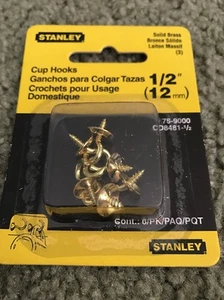 STANLEY
Solid Brass
Bronce Sólido
Laiton Massif
(3)
Cup Hooks
Ganchos para Colgar Tazas
Crochets pour Usage
Domestique
1/2"
(12 mm)
75-9000
CD8481-1/2
Cont.: 6/PK/PAQ/PQT
STANLEY